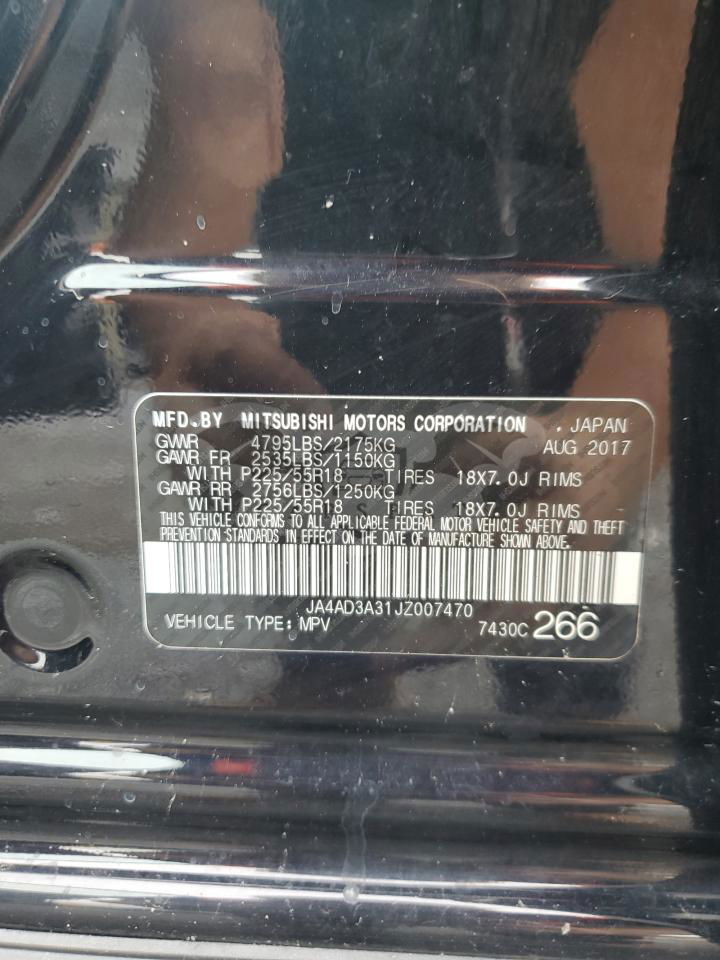 MFD.BY MITSUBISHI MOTORS CORPORATION . JAPAN
GVWR 4795LBS/2175KG AUG 2017
GAWR FR 2535LBS/1150KG
WITH P225/55R18 TIRES 18X7.0J RIMS
GAWR RR 2756LBS/1250KG
WITH P225/55R18 TIRES 18X7.0J RIMS
THIS VEHICLE CONFORMS TO ALL APPLICABLE FEDERAL MOTOR VEHICLE SAFETY AND THEFT
PREVENTION STANDARDS IN EFFECT ON THE DATE OF MANUFACTURE SHOWN ABOVE.
JA4AD3A31JZ007470
VEHICLE TYPE:MPV 7430C 266